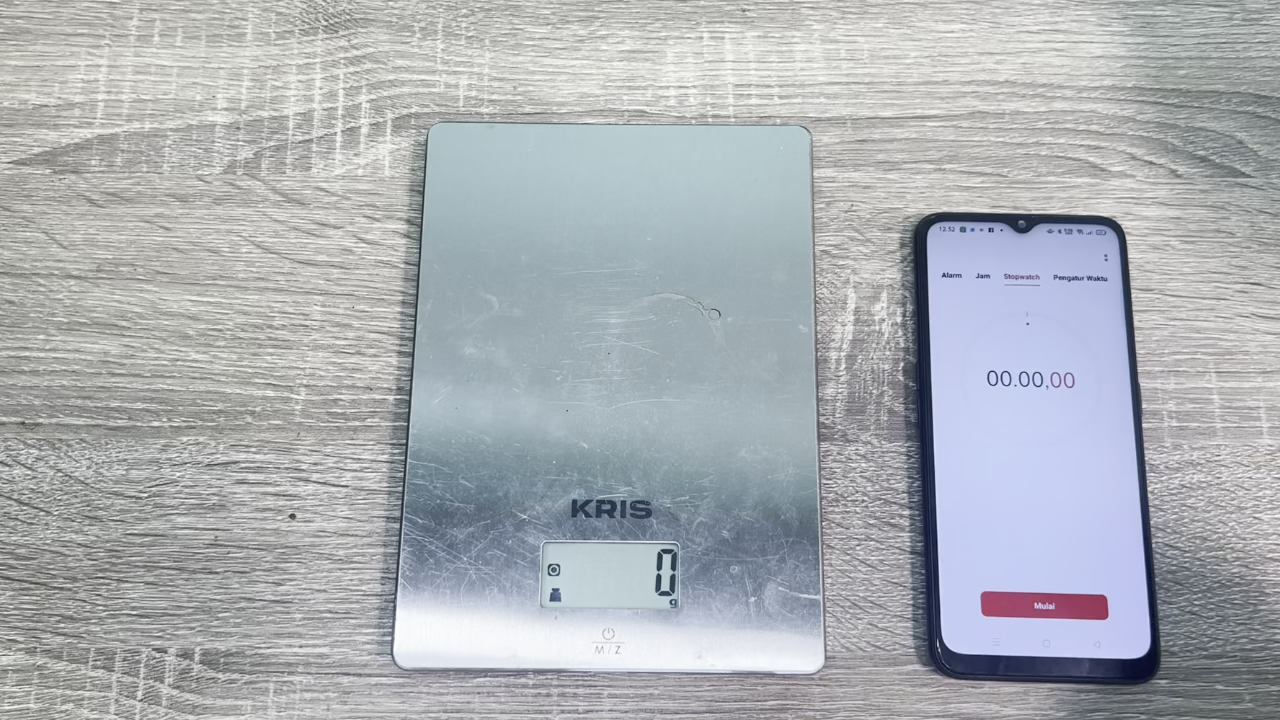 KRIS
0
g
M/Z
12.52
Alarm Jam Stopwatch Pengatur Waktu
00.00,00
Mulai